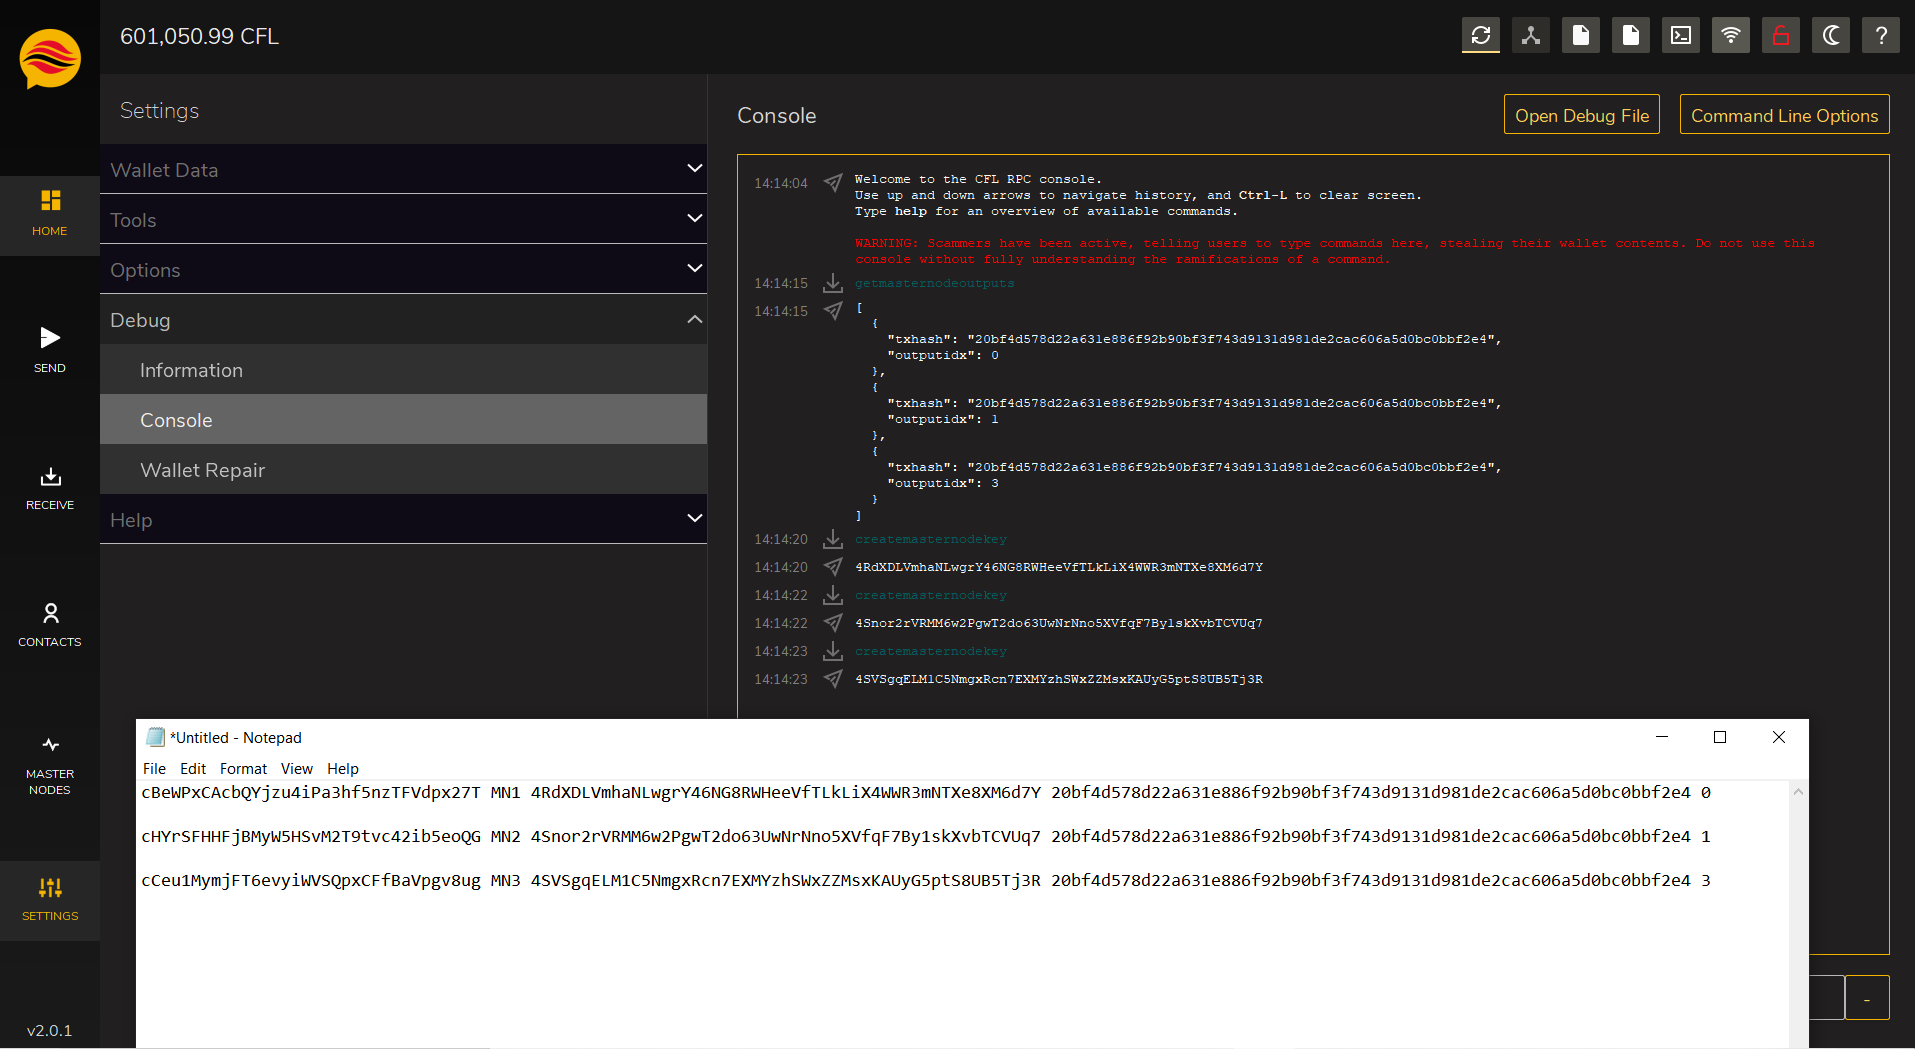 601,050.99 CFL
?
Settings
Wallet Data
Tools
Options
Debug
Information
Console
Wallet Repair
Help
HOME
SEND
RECEIVE
CONTACTS
MASTER
NODES
SETTINGS
v2.0.1
Console
Open Debug File
Command Line Options
14:14:04 Welcome to the CFL RPC console.
Use up and down arrows to navigate history, and Ctrl-L to clear screen.
Type help for an overview of available commands.
WARNING: Scammers have been active, telling users to type commands here, stealing their wallet contents. Do not use this
console without fully understanding the ramifications of a command.
14:14:15 getmasternodeoutputs
14:14:15 [
{
"txhash": "20bf4d578d22a631e886f92b90bf3f743d9131d981de2cac606a5d0bc0bbf2e4",
"outputidx": 0
},
{
"txhash": "20bf4d578d22a631e886f92b90bf3f743d9131d981de2cac606a5d0bc0bbf2e4",
"outputidx": 1
},
{
"txhash": "20bf4d578d22a631e886f92b90bf3f743d9131d981de2cac606a5d0bc0bbf2e4",
"outputidx": 3
}
]
14:14:20 createmasternodekey
14:14:20 4RdXDLVmhaNLwgrY46NG8RWHeeVfTLkLiX4WWR3mNTXe8XM6d7Y
14:14:22 createmasternodekey
14:14:22 4Snor2rVRMM6w2PgwT2do63UwNrNno5XVfqF7By1skXvbTCVUq7
14:14:23 createmasternodekey
14:14:23 4SVSgqELM1C5NmgxRcn7EXMYzhSWxZZMsxKAUyG5ptS8UB5Tj3R
-
*Untitled - Notepad
File Edit Format View Help
cBeWPxCAcbQYjzu4iPa3hf5nzTFVdpx27T MN1 4RdXDLVmhaNLwgrY46NG8RWHeeVfTLkLiX4WWR3mNTXe8XM6d7Y 20bf4d578d22a631e886f92b90bf3f743d9131d981de2cac606a5d0bc0bbf2e4 0
cHYrSFHHFjBMyW5HSvM2T9tvc42ib5eoQG MN2 4Snor2rVRMM6w2PgwT2do63UwNrNno5XVfqF7By1skXvbTCVUq7 20bf4d578d22a631e886f92b90bf3f743d9131d981de2cac606a5d0bc0bbf2e4 1
cCeu1MymjFT6evyiWVSQpxCFfBaVpgv8ug MN3 4SVSgqELM1C5NmgxRcn7EXMYzhSWxZZMsxKAUyG5ptS8UB5Tj3R 20bf4d578d22a631e886f92b90bf3f743d9131d981de2cac606a5d0bc0bbf2e4 3